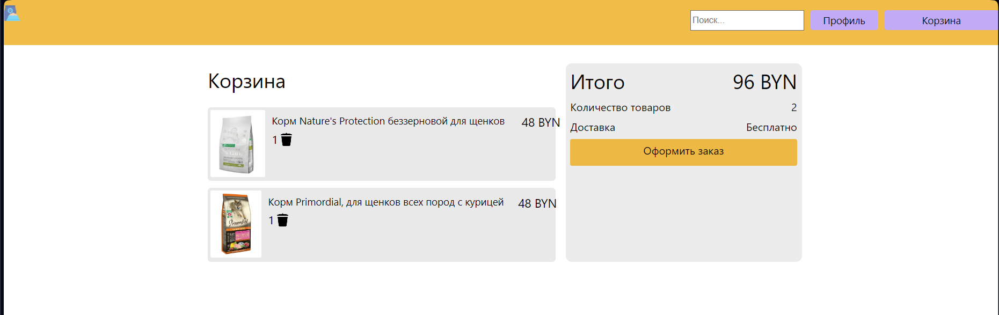 Поиск...
Профиль
Корзина
Корзина
Корм Nature's Protection беззерновой для щенков
48 BYN
1
Корм Primordial, для щенков всех пород с курицей
48 BYN
1
Итого
96 BYN
Количество товаров
2
Доставка
Бесплатно
Оформить заказ
Primordial